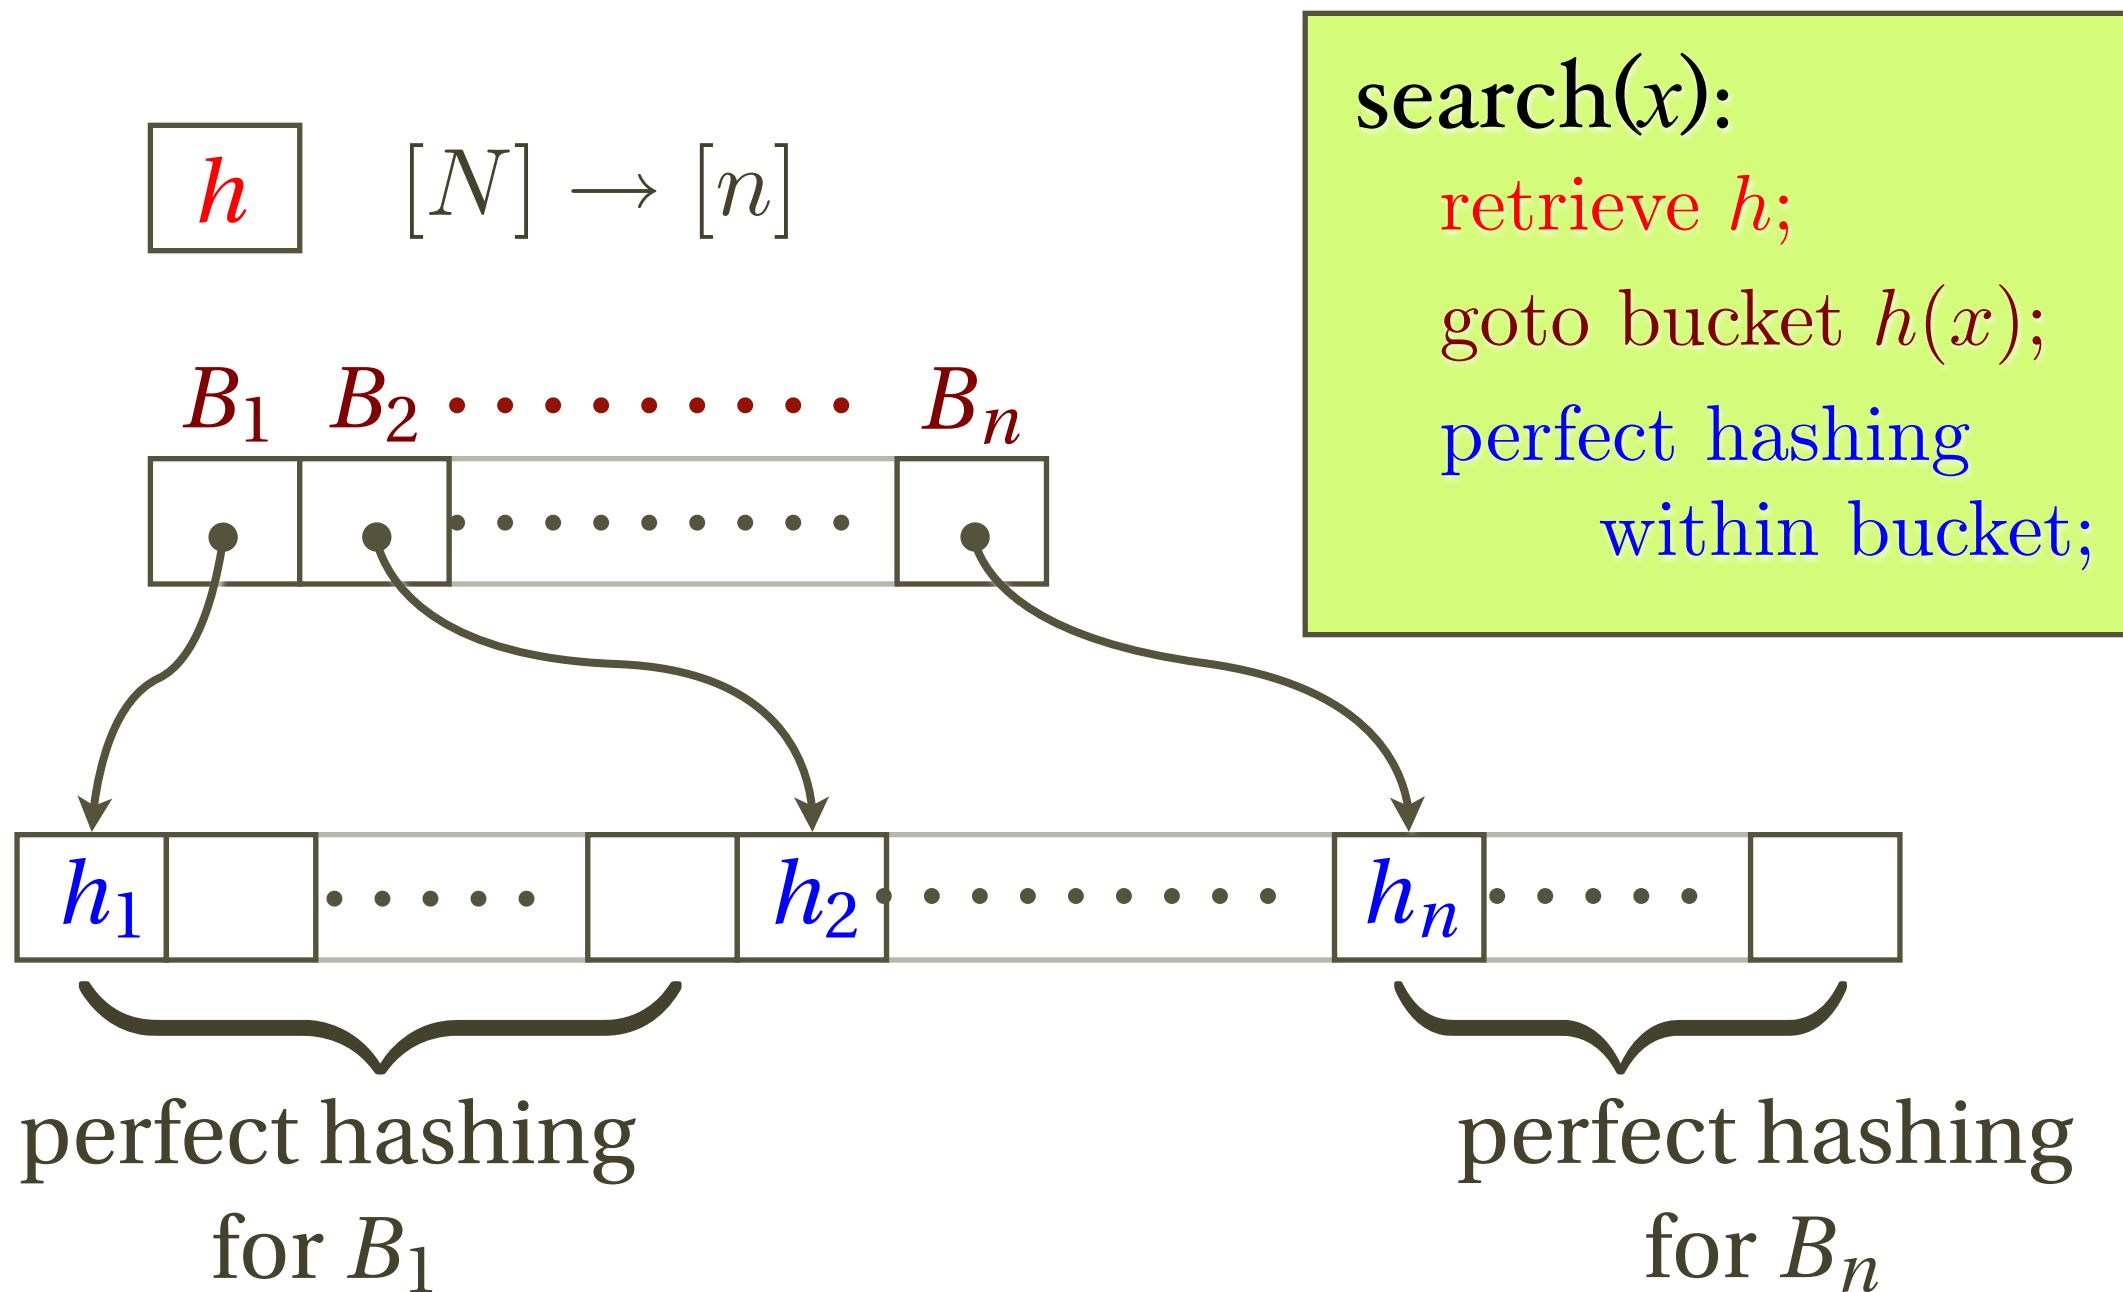 search(x):
retrieve h;
goto bucket h(x);
perfect hashing
within bucket;
h [N] → [n]
B₁ B₂ ········· Bₙ
h₁ ····· h₂ ········· hₙ ·····
perfect hashing
for B₁
perfect hashing
for Bₙ